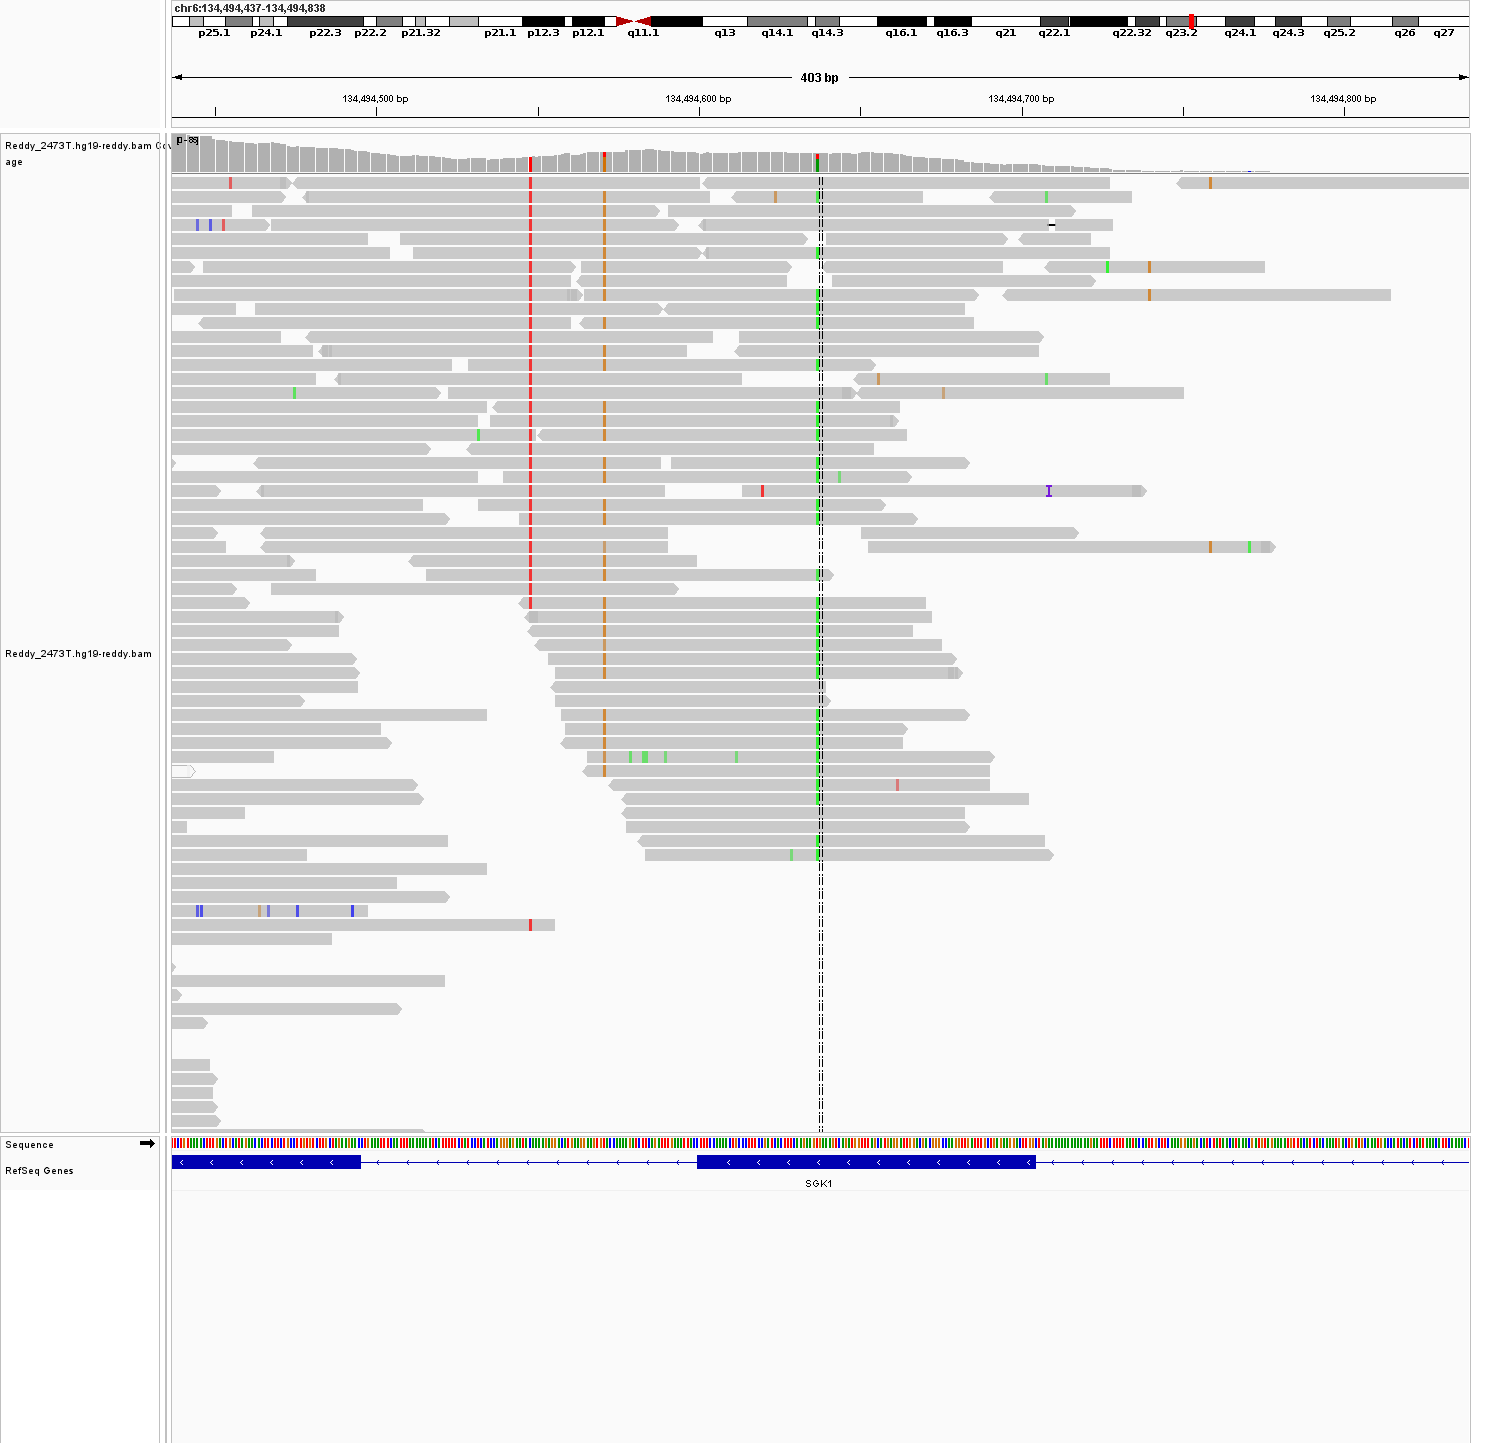 chr6:134,494,437-134,494,838
p25.1 p24.1 p22.3 p22.2 p21.32 p21.1 p12.3 p12.1 q11.1 q13 q14.1 q14.3 q16.1 q16.3 q21 q22.1 q22.32 q23.2 q24.1 q24.3 q25.2 q26 q27
403 bp
134,494,500 bp 134,494,600 bp 134,494,700 bp 134,494,800 bp
Reddy_2473T.hg19-reddy.bam Cov
age
Reddy_2473T.hg19-reddy.bam
Sequence
RefSeq Genes
SGK1